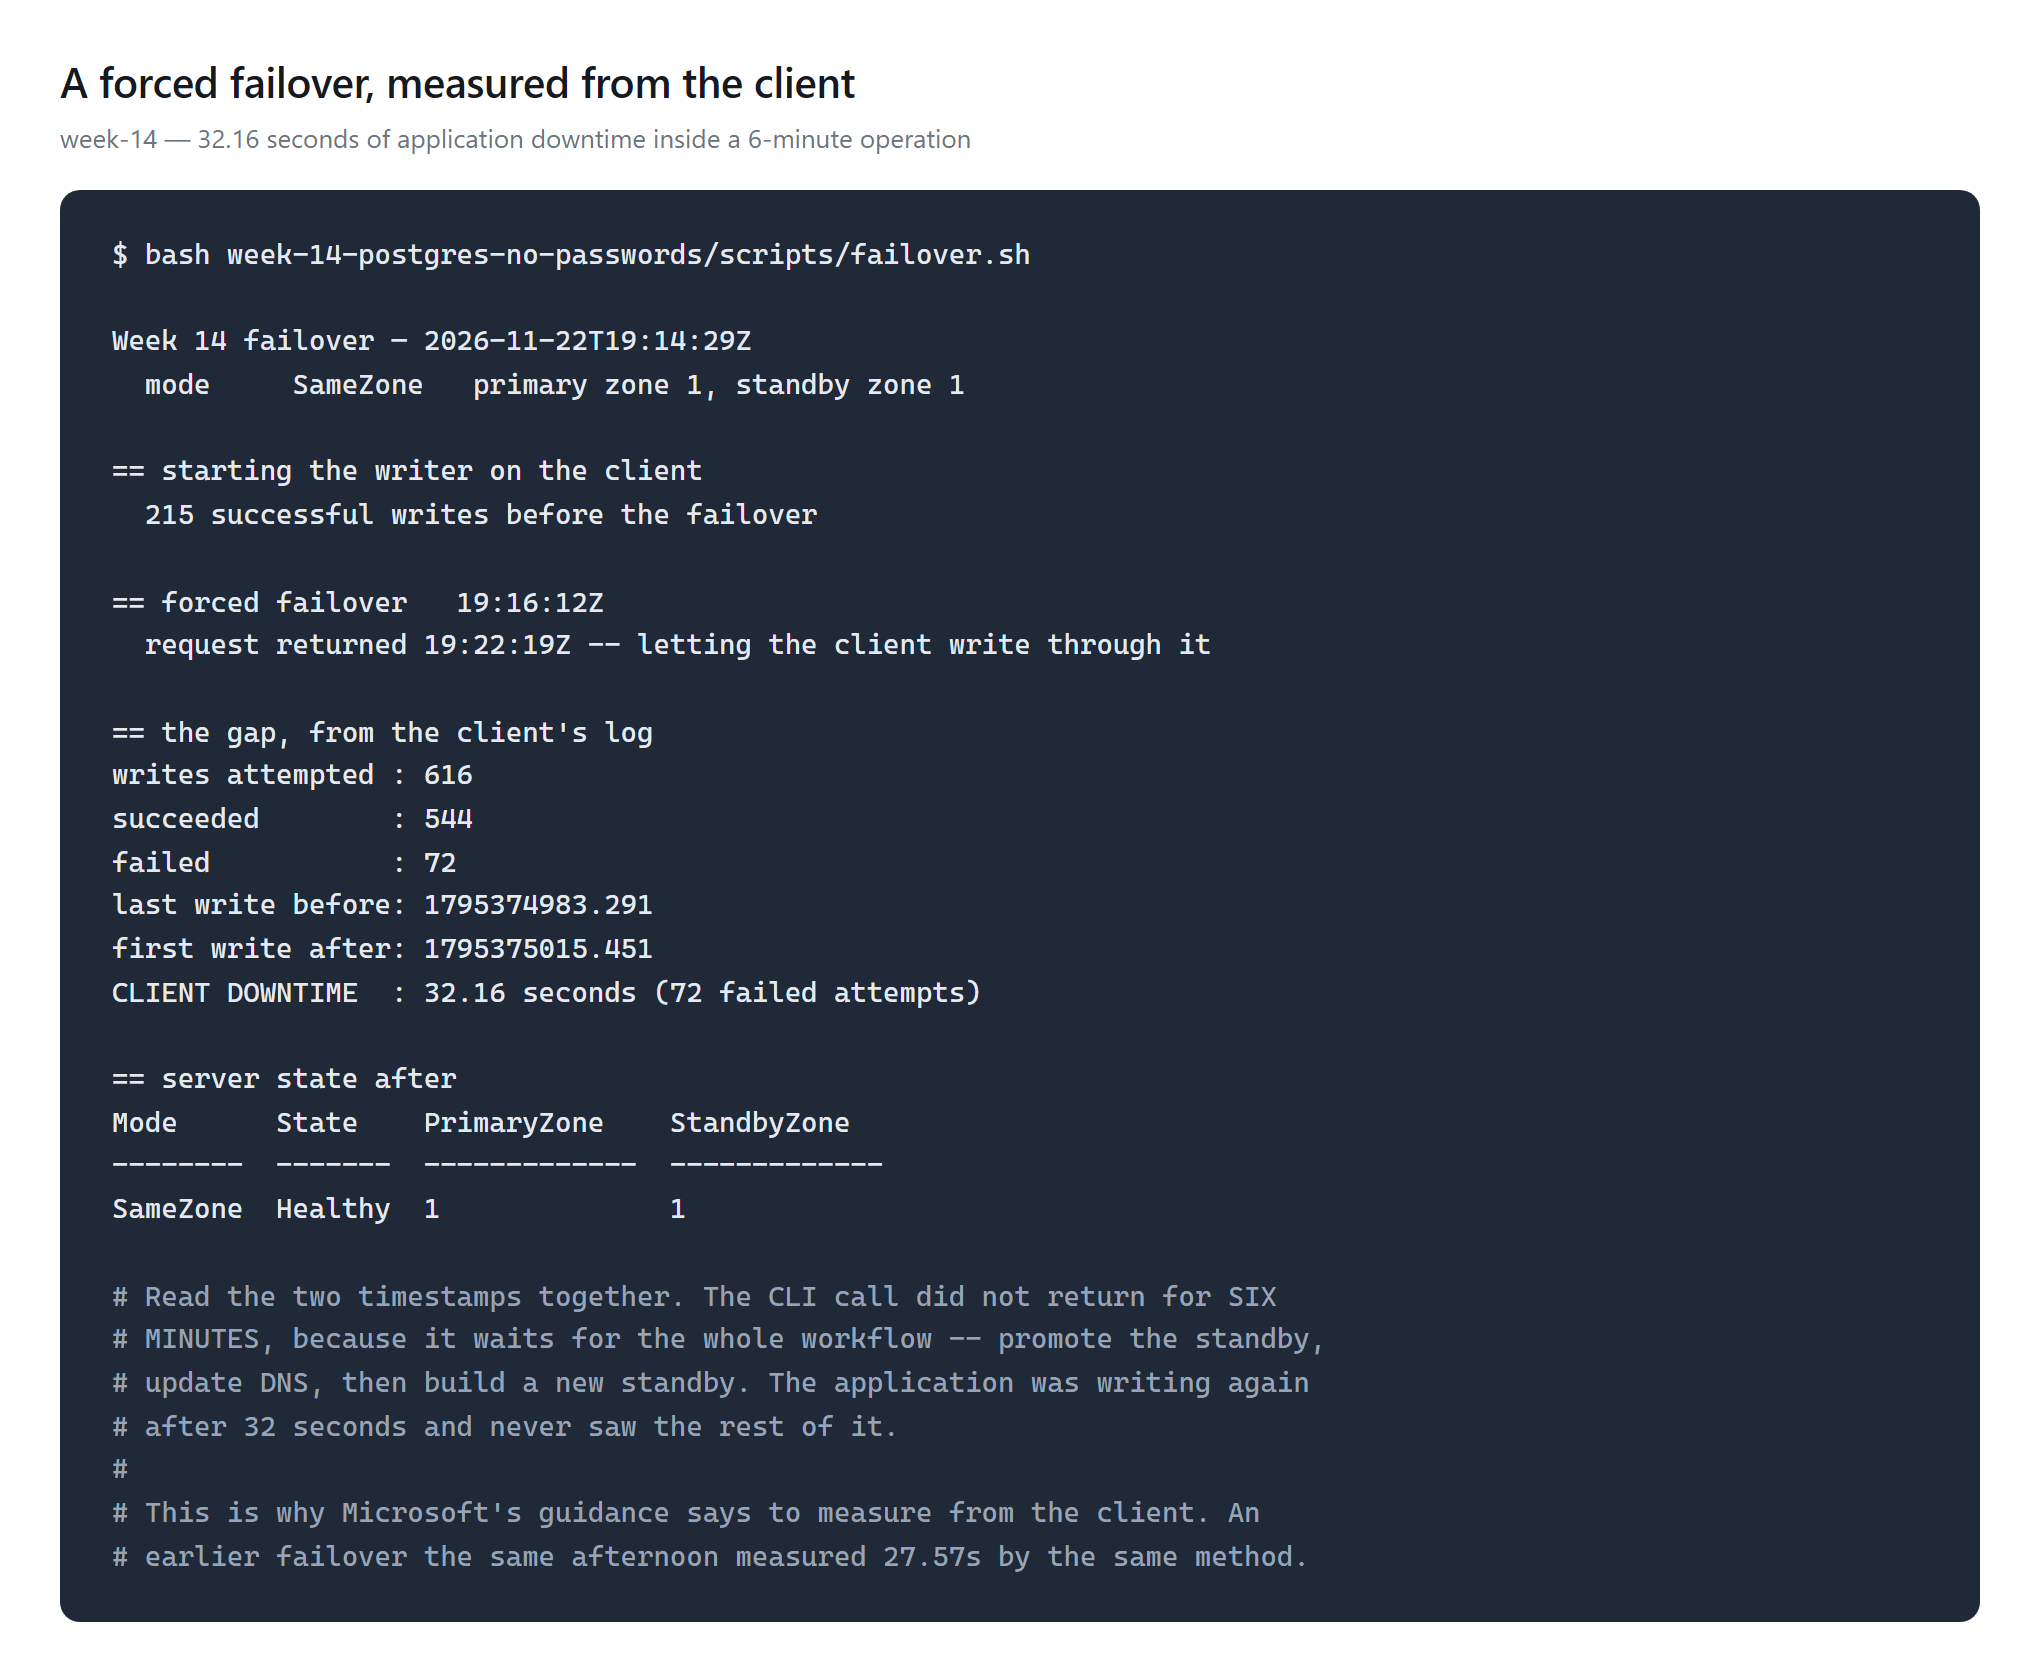 A forced failover, measured from the client
week-14 — 32.16 seconds of application downtime inside a 6-minute operation
$ bash week-14-postgres-no-passwords/scripts/failover.sh
Week 14 failover — 2026-11-22T19:14:29Z
  mode     SameZone   primary zone 1, standby zone 1
== starting the writer on the client
  215 successful writes before the failover
== forced failover   19:16:12Z
  request returned 19:22:19Z -- letting the client write through it
== the gap, from the client's log
writes attempted : 616
succeeded        : 544
failed           : 72
last write before: 1795374983.291
first write after: 1795375015.451
CLIENT DOWNTIME  : 32.16 seconds (72 failed attempts)
== server state after
Mode      State    PrimaryZone    StandbyZone
--------  -------  -------------  -------------
SameZone  Healthy  1              1
# Read the two timestamps together. The CLI call did not return for SIX
# MINUTES, because it waits for the whole workflow -- promote the standby,
# update DNS, then build a new standby. The application was writing again
# after 32 seconds and never saw the rest of it.
#
# This is why Microsoft's guidance says to measure from the client. An
# earlier failover the same afternoon measured 27.57s by the same method.